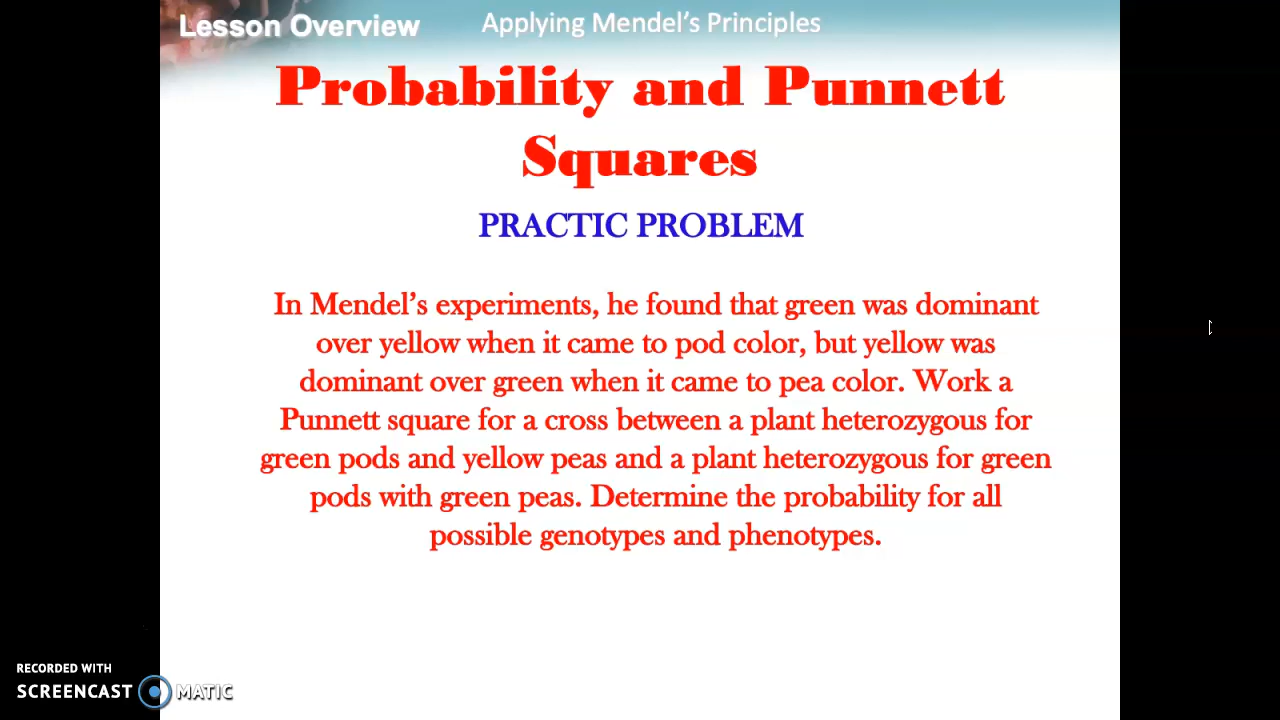 Lesson Overview Applying Mendel's Principles
Probability and Punnett
Squares
PRACTIC PROBLEM
In Mendel's experiments, he found that green was dominant
over yellow when it came to pod color, but yellow was
dominant over green when it came to pea color. Work a
Punnett square for a cross between a plant heterozygous for
green pods and yellow peas and a plant heterozygous for green
pods with green peas. Determine the probability for all
possible genotypes and phenotypes.
RECORDED WITH
SCREENCAST MATIC